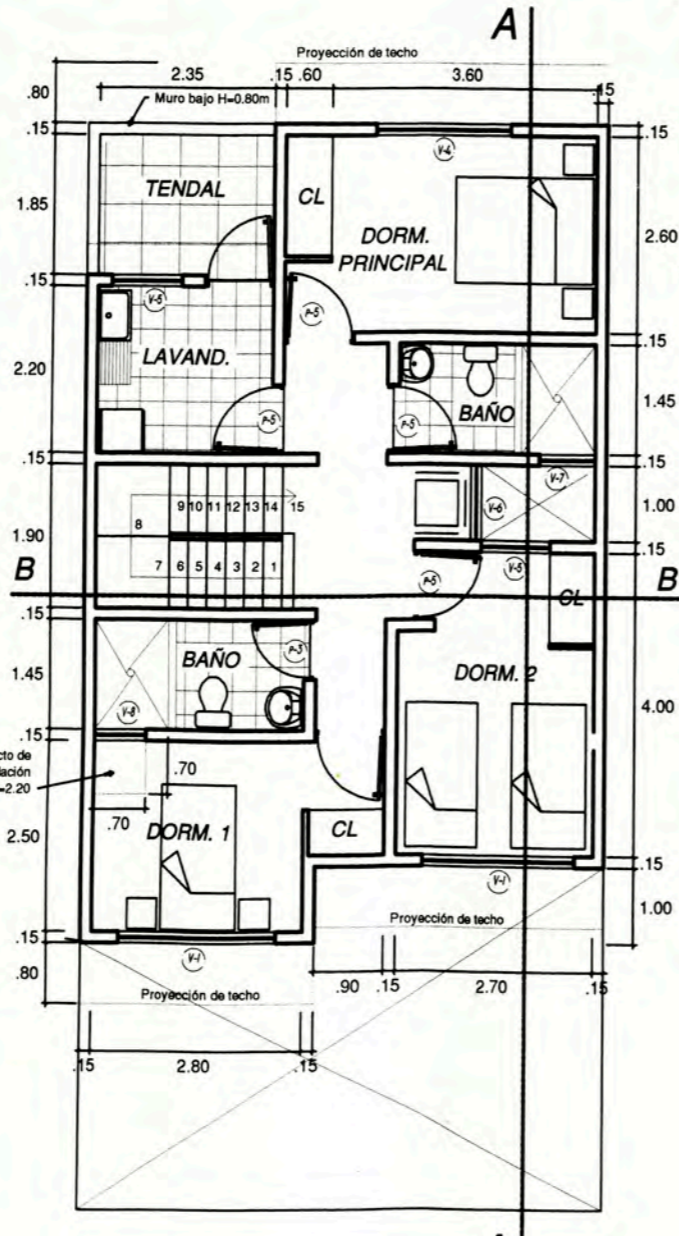 A
Proyección de techo
2.35 .15 .60 3.60 .15
.80
Muro bajo H=0.80m
.15 .15
V-4
TENDAL
CL
1.85
DORM.
PRINCIPAL
2.60
.15
V-5
P-5
.15
LAVAND.
2.20
BAÑO
1.45
P-5 P-5
.15 .15
V-7
9 10 11 12 13 14 15
V-6
1.00
8
1.90
.15
7 6 5 4 3 2 1
V-5
B B
P-5
CL
.15
BAÑO
P-5
1.45
DORM. 2
4.00
V-8
.15
cto de
lación
=2.20
.70
.70
2.50
DORM. 1
CL
.15
V-1
1.00
Proyección de techo
.15
V-1
.80
.90 .15 2.70 .15
Proyección de techo
.15 2.80 .15